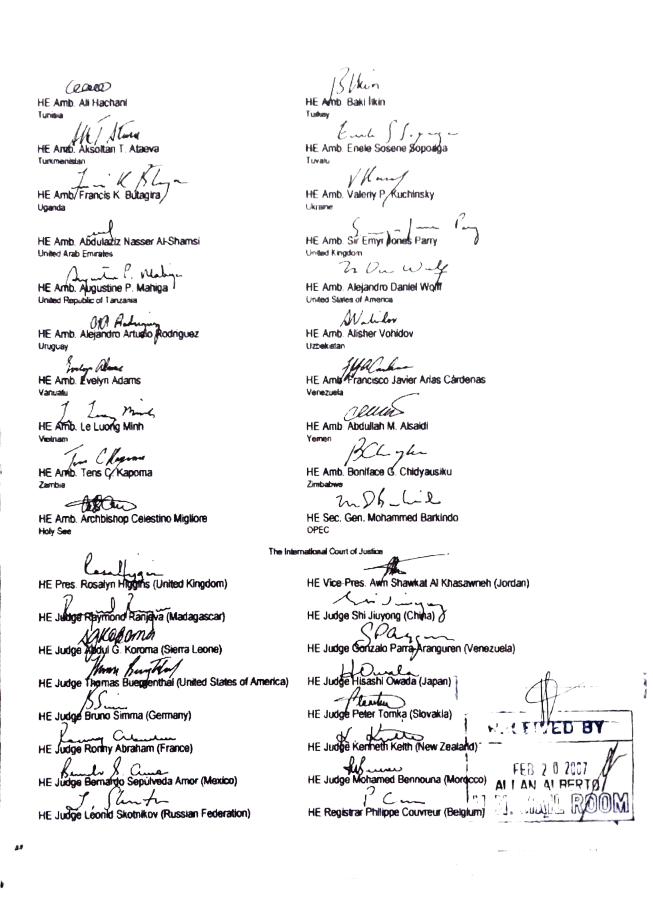 HE Amb. Ali Hachani
Tunisia
HE Amb. Baki İlkin
Turkey
HE Amb. Aksoltan T. Ataeva
Turkmenistan
HE Amb. Enele Sosene Sopoaga
Tuvalu
HE Amb. Francis K. Butagira
Uganda
HE Amb. Valeriy P. Kuchinsky
Ukraine
HE Amb. Abdulaziz Nasser Al-Shamsi
United Arab Emirates
HE Amb. Sir Emyr Jones Parry
United Kingdom
HE Amb. Augustine P. Mahiga
United Republic of Tanzania
HE Amb. Alejandro Daniel Wolff
United States of America
HE Amb. Alejandro Artucio Rodriguez
Uruguay
HE Amb. Alisher Vohidov
Uzbekistan
HE Amb. Evelyn Adams
Vanuatu
HE Amb. Francisco Javier Arias Cárdenas
Venezuela
HE Amb. Le Luong Minh
Vietnam
HE Amb. Abdullah M. Alsaidi
Yemen
HE Amb. Tens C. Kapoma
Zambia
HE Amb. Boniface G. Chidyausiku
Zimbabwe
HE Amb. Archbishop Celestino Migliore
Holy See
HE Sec. Gen. Mohammed Barkindo
OPEC
The International Court of Justice
HE Pres. Rosalyn Higgins (United Kingdom)
HE Vice-Pres. Awn Shawkat Al Khasawneh (Jordan)
HE Judge Raymond Ranjeva (Madagascar)
HE Judge Shi Jiuyong (China)
HE Judge Abdul G. Koroma (Sierra Leone)
HE Judge Gonzalo Parra-Aranguren (Venezuela)
HE Judge Thomas Buergenthal (United States of America)
HE Judge Hisashi Owada (Japan)
HE Judge Bruno Simma (Germany)
HE Judge Peter Tomka (Slovakia)
HE Judge Ronny Abraham (France)
HE Judge Kenneth Keith (New Zealand)
HE Judge Bernardo Sepúlveda Amor (Mexico)
HE Judge Mohamed Bennouna (Morocco)
HE Judge Leonid Skotnikov (Russian Federation)
HE Registrar Philippe Couvreur (Belgium)
RECEIVED BY
FEB 20 2007
ALLAN ALBERTO
MAIL ROOM